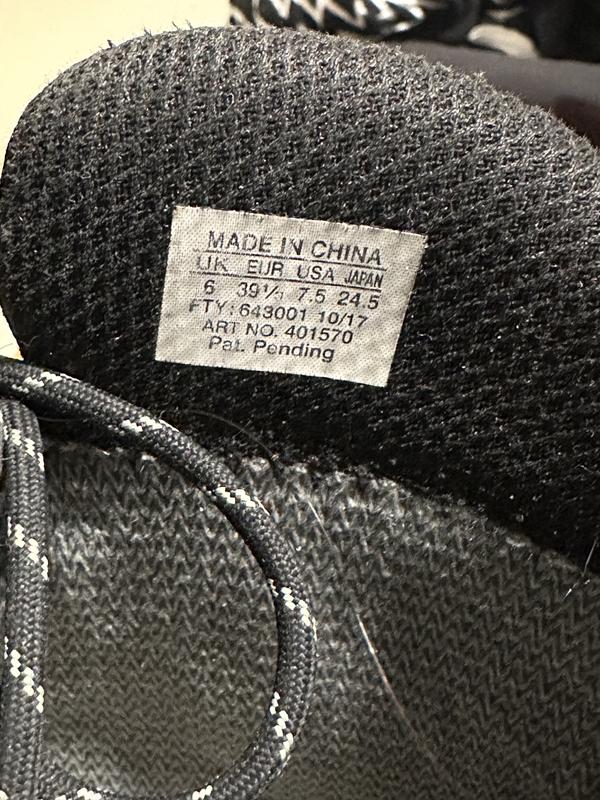 MADE IN CHINA
UK EUR USA JAPAN
6 39⅓ 7.5 24.5
FTY: 643001 10/17
ART NO. 401570
Pat. Pending